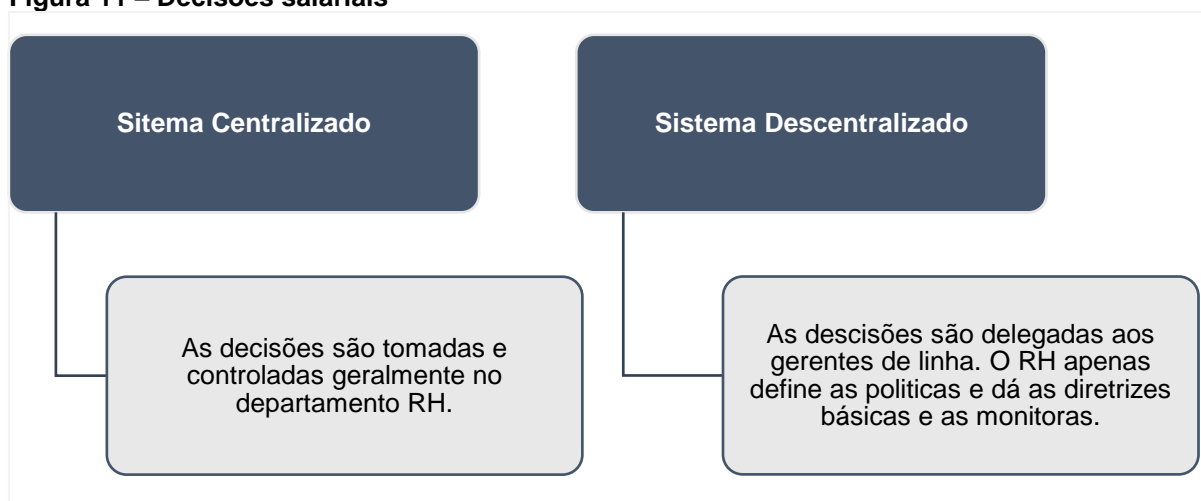 Figura 11 – Decisões salariais
Sitema Centralizado
Sistema Descentralizado
As decisões são tomadas e
controladas geralmente no
departamento RH.
As descisões são delegadas aos
gerentes de linha. O RH apenas
define as politicas e dá as diretrizes
básicas e as monitoras.